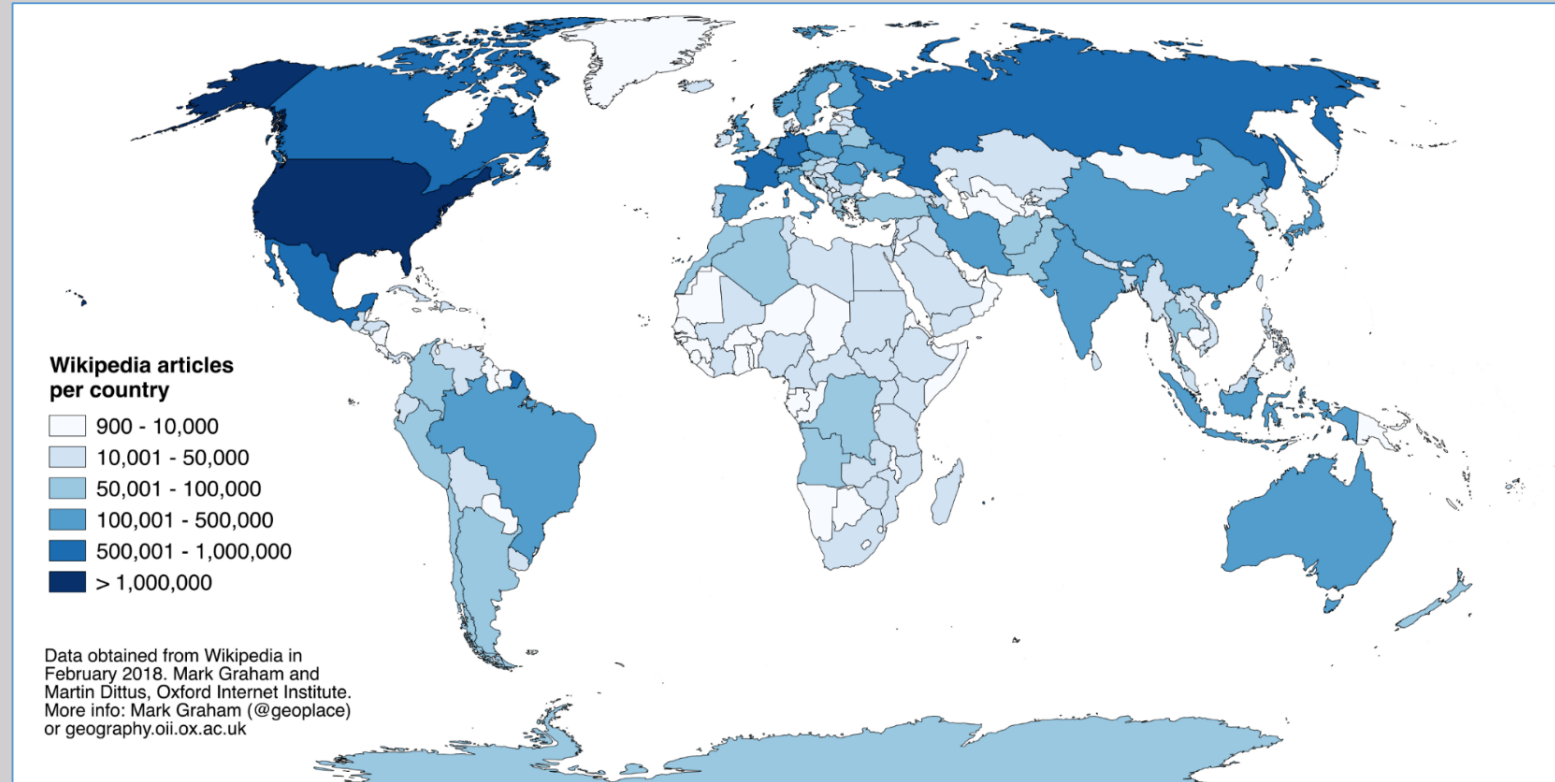 Wikipedia articles
per country
900 - 10,000
10,001 - 50,000
50,001 - 100,000
100,001 - 500,000
500,001 - 1,000,000
> 1,000,000
Data obtained from Wikipedia in
February 2018. Mark Graham and
Martin Dittus, Oxford Internet Institute.
More info: Mark Graham (@geoplace)
or geography.oii.ox.ac.uk